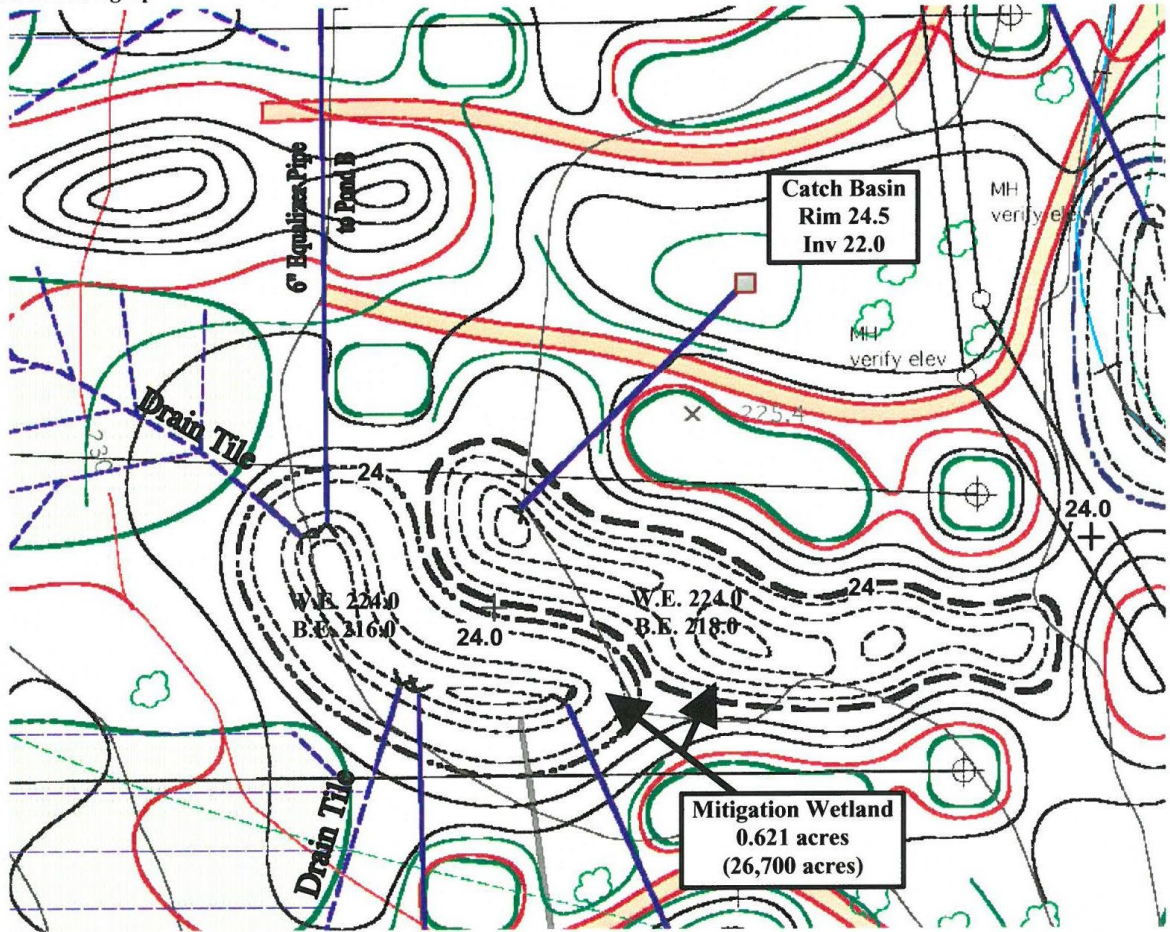 6" Equalizer Pipe
to Pond B
Catch Basin
Rim 24.5
Inv 22.0
MH
verify elev
MH
verify elev
225.4
Drain Tile
230
24
24.0
W.E. 224.0
B.E. 216.0
24.0
W.E. 224.0
B.E. 218.0
24
Drain Tile
Mitigation Wetland
0.621 acres
(26,700 acres)